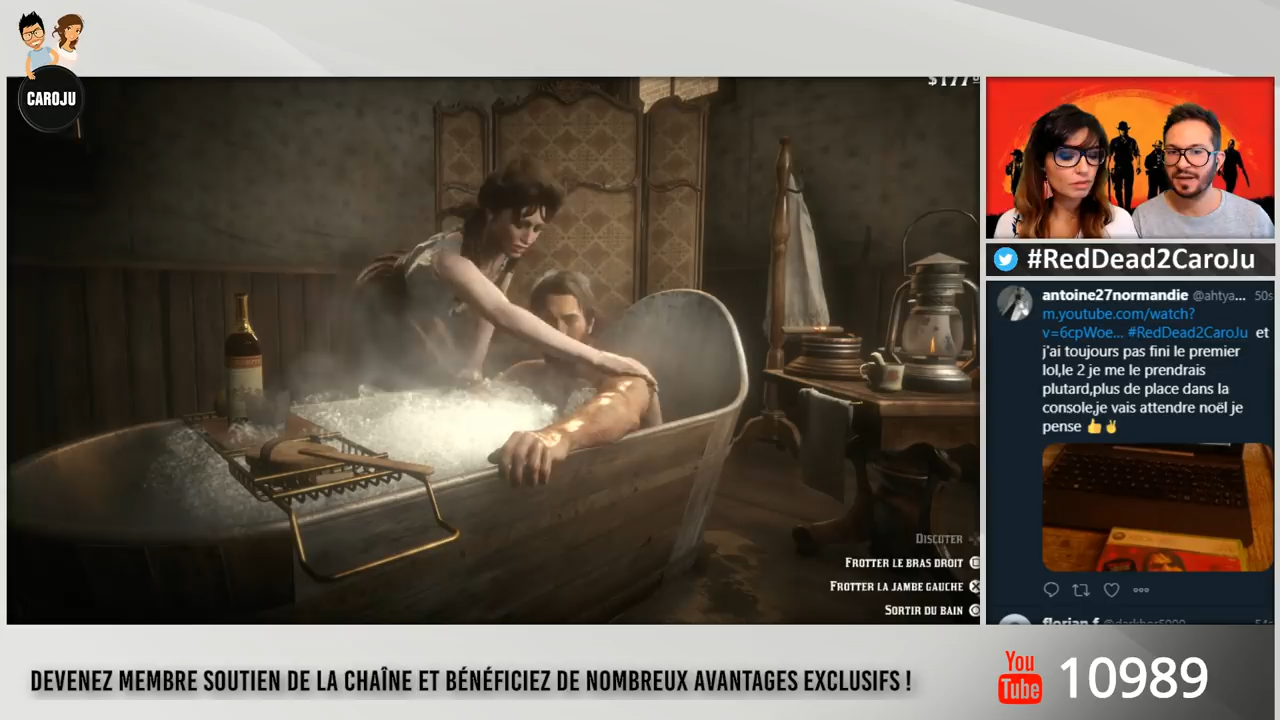 CAROJU
$177
DISCUTER
FROTTER LE BRAS DROIT
FROTTER LA JAMBE GAUCHE
SORTIR DU BAIN
#RedDead2CaroJu
antoine27normandie @ahtya... 50s
m.youtube.com/watch?
v=6cpWoe... #RedDead2CaroJu et
j'ai toujours pas fini le premier
lol,le 2 je me le prendrais
plutard,plus de place dans la
console,je vais attendre noël je
pense 👍✌
florian f
DEVENEZ MEMBRE SOUTIEN DE LA CHAÎNE ET BÉNÉFICIEZ DE NOMBREUX AVANTAGES EXCLUSIFS !
You
Tube
10989